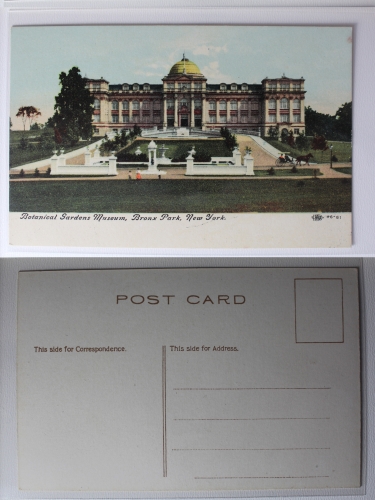 Botanical Gardens Museum, Bronx Park, New York.
POST CARD
This side for Correspondence.
This side for Address.